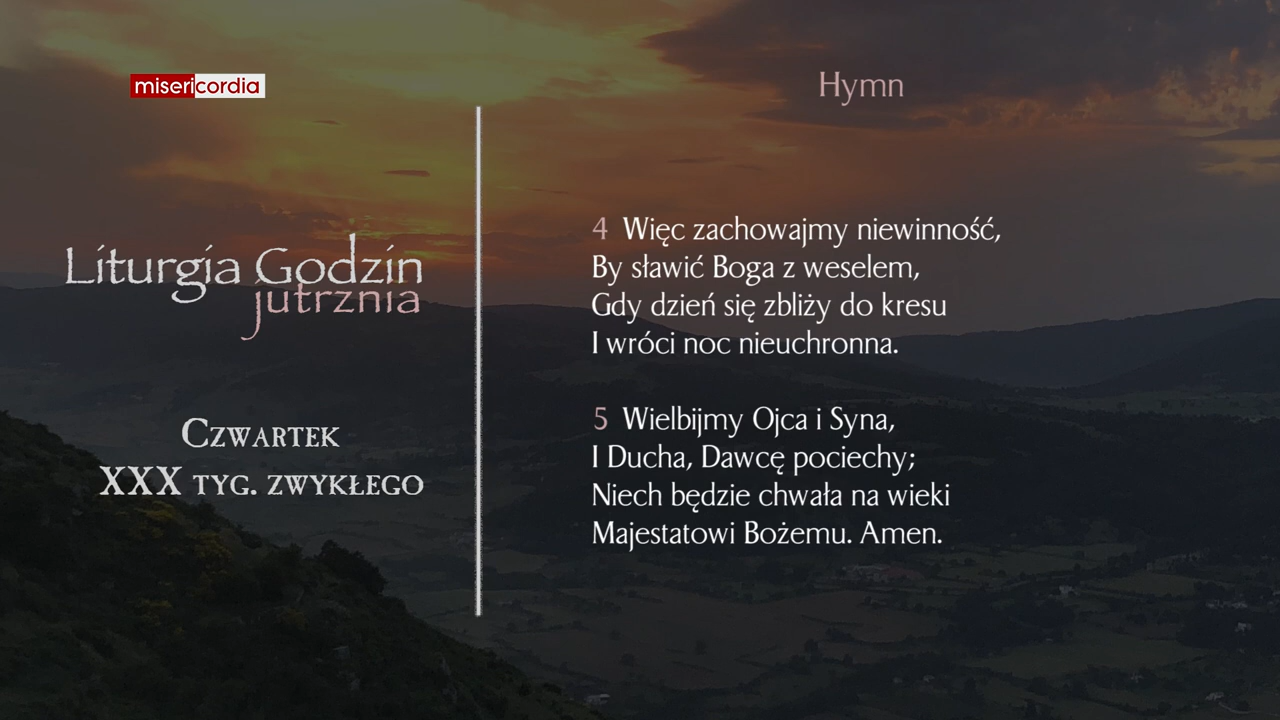 misericordia
Liturgia Godzin
jutrznia
Czwartek
XXX tyg. zwykłego
Hymn
4 Więc zachowajmy niewinność,
By sławić Boga z weselem,
Gdy dzień się zbliży do kresu
I wróci noc nieuchronna.
5 Wielbijmy Ojca i Syna,
I Ducha, Dawcę pociechy;
Niech będzie chwała na wieki
Majestatowi Bożemu. Amen.